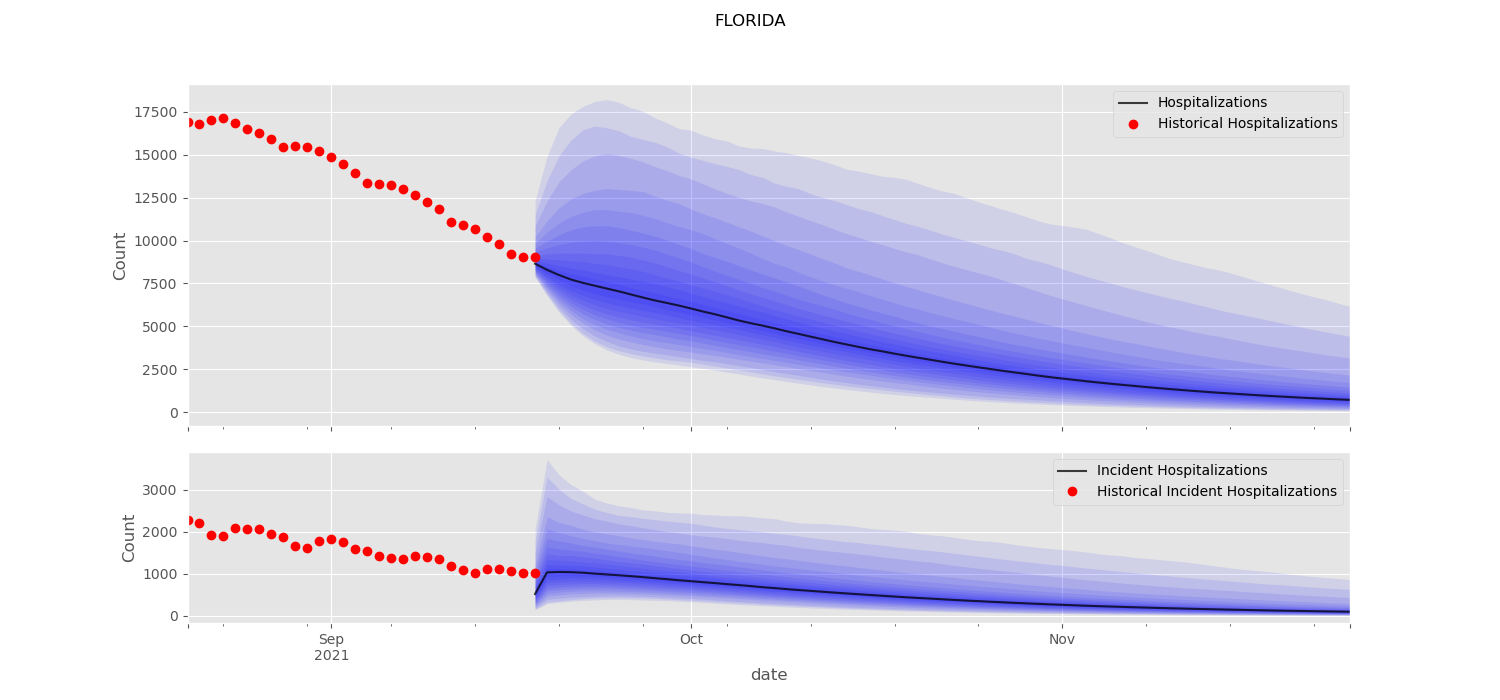 FLORIDA
Hospitalizations
Historical Hospitalizations
17500
15000
12500
10000
7500
5000
2500
0
Count
Incident Hospitalizations
Historical Incident Hospitalizations
3000
2000
1000
0
Count
Sep
2021
Oct
Nov
date